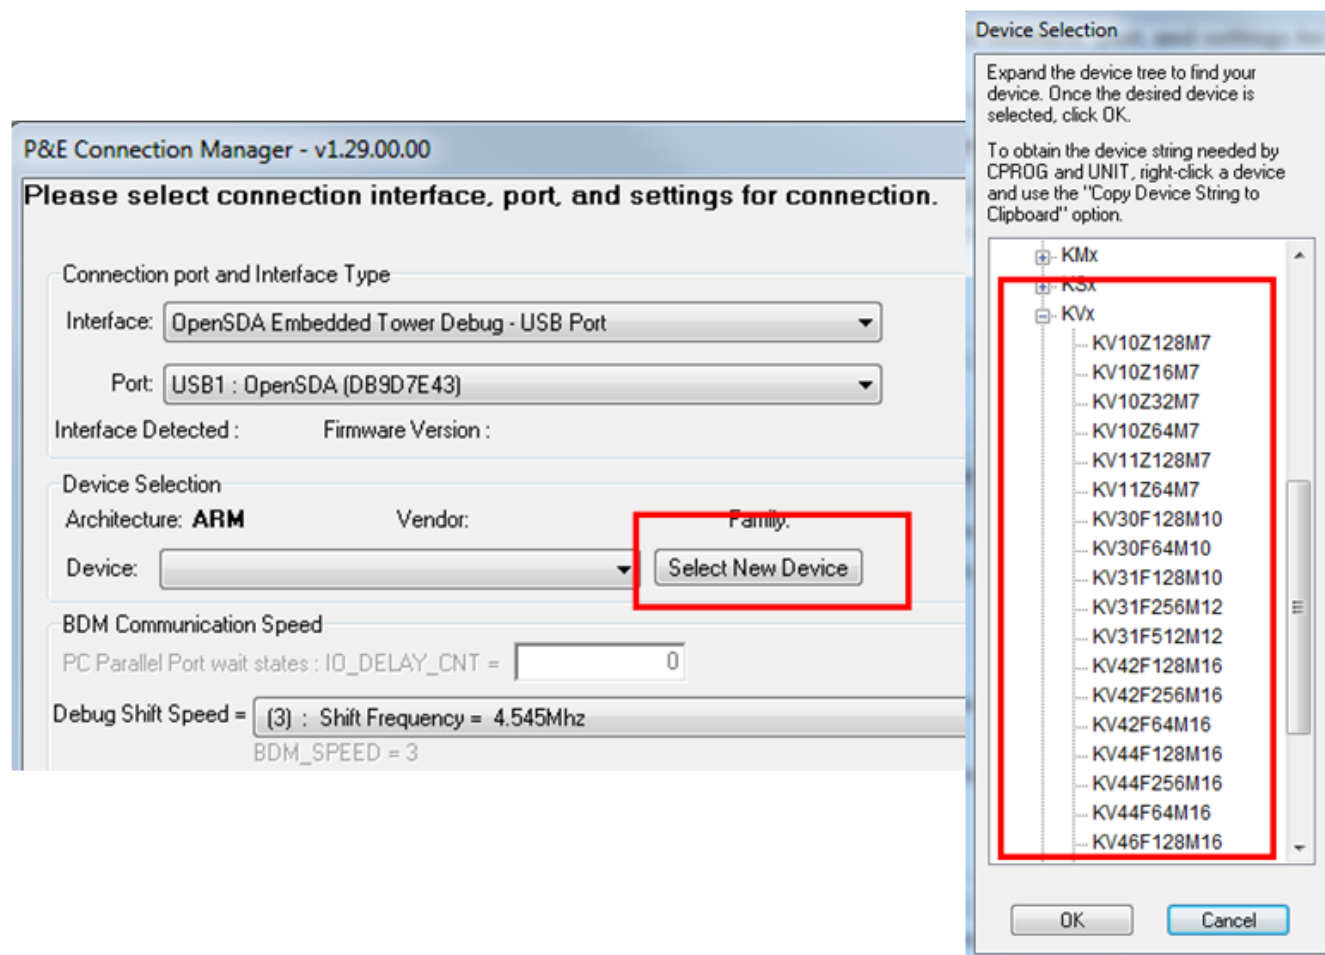 P&E Connection Manager - v1.29.00.00
Please select connection interface, port, and settings for connection.
Connection port and Interface Type
Interface: OpenSDA Embedded Tower Debug - USB Port
Port: USB1 : OpenSDA (DB9D7E43)
Interface Detected : Firmware Version :
Device Selection
Architecture: ARM Vendor: Family:
Device: Select New Device
BDM Communication Speed
PC Parallel Port wait states : IO_DELAY_CNT = 0
Debug Shift Speed = (3) : Shift Frequency = 4.545Mhz
BDM_SPEED = 3
Device Selection
Expand the device tree to find your
device. Once the desired device is
selected, click OK.
To obtain the device string needed by
CPROG and UNIT, right-click a device
and use the "Copy Device String to
Clipboard" option.
KMx
KSx
KVx
KV10Z128M7
KV10Z16M7
KV10Z32M7
KV10Z64M7
KV11Z128M7
KV11Z64M7
KV30F128M10
KV30F64M10
KV31F128M10
KV31F256M12
KV31F512M12
KV42F128M16
KV42F256M16
KV42F64M16
KV44F128M16
KV44F256M16
KV44F64M16
KV46F128M16
OK Cancel